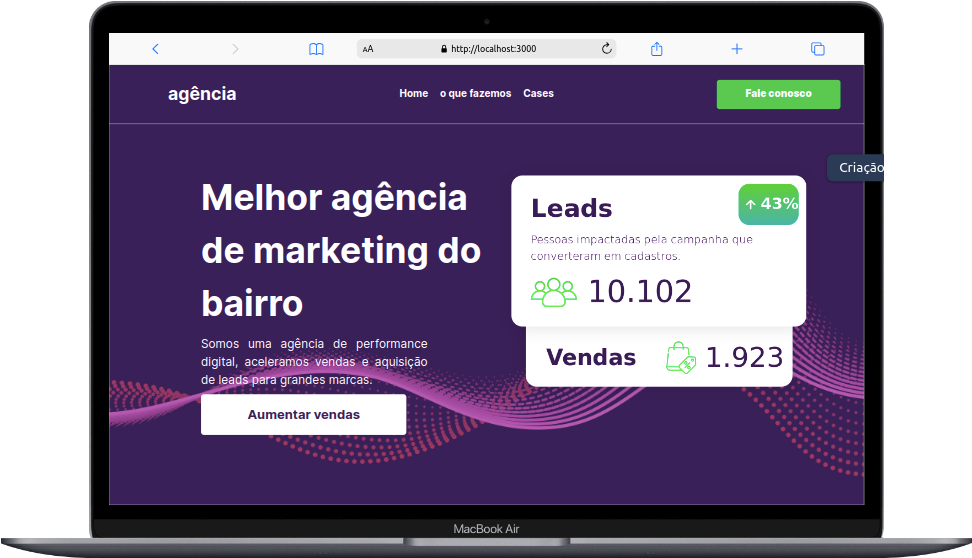 AA http://localhost:3000
agência
Home o que fazemos Cases
Fale conosco
Criação
Melhor agência
de marketing do
bairro
Somos uma agência de performance
digital, aceleramos vendas e aquisição
de leads para grandes marcas.
Aumentar vendas
Leads
↑ 43%
Pessoas impactadas pela campanha que
converteram em cadastros.
10.102
Vendas
%
1.923
MacBook Air